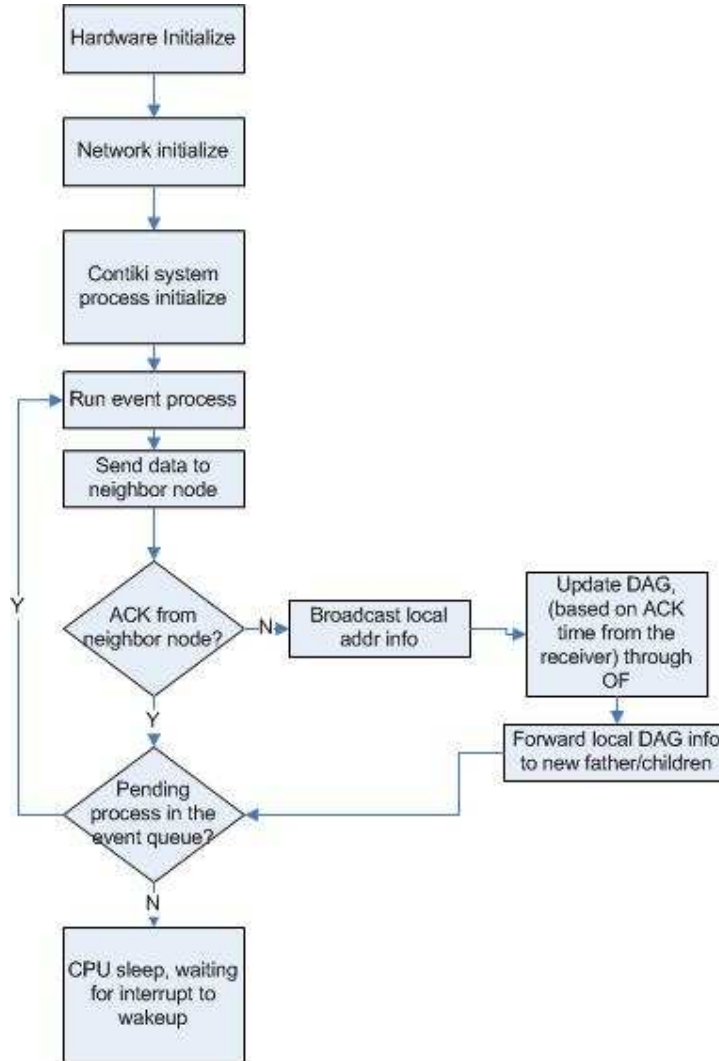 Hardware Initialize
Network initialize
Contiki system
process initialize
Run event process
Send data to
neighbor node
ACK from
neighbor node?
N
Broadcast local
addr info
Update DAG,
(based on ACK
time from the
receiver) through
OF
Forward local DAG info
to new father/children
Y
Y
Pending
process in the
event queue?
N
CPU sleep, waiting
for interrupt to
wakeup